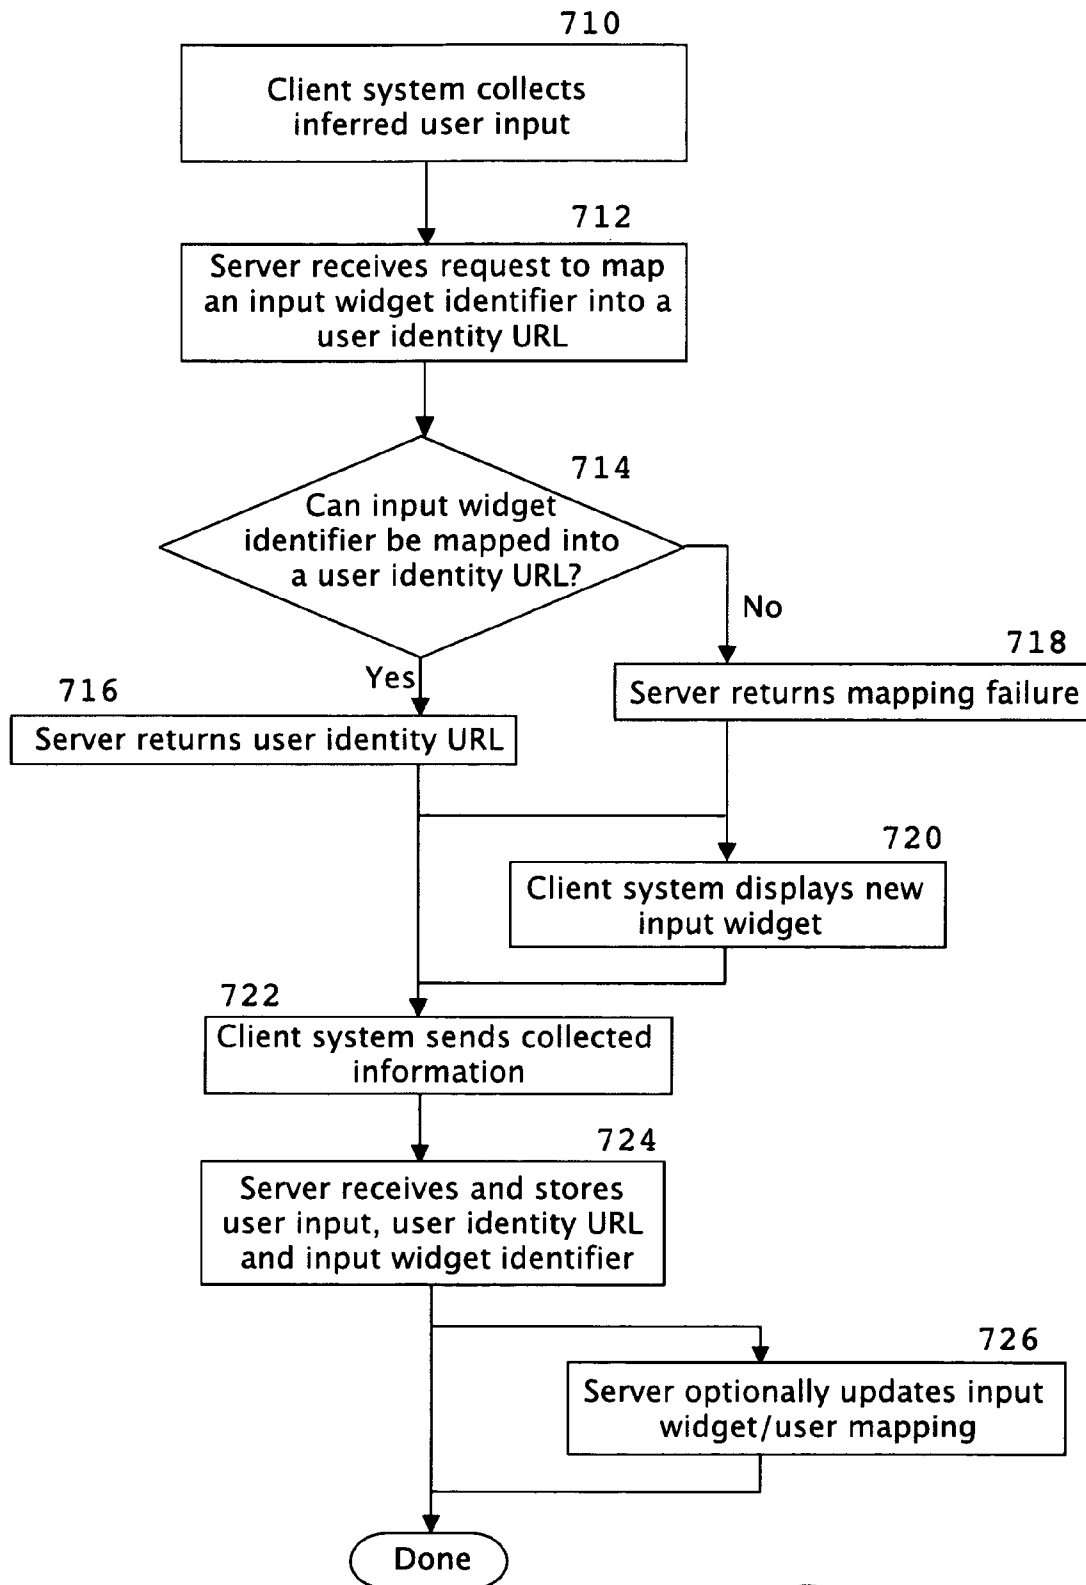 710
Client system collects
inferred user input
712
Server receives request to map
an input widget identifier into a
user identity URL
714
Can input widget
identifier be mapped into
a user identity URL?
No
718
Server returns mapping failure
Yes
716
Server returns user identity URL
720
Client system displays new
input widget
722
Client system sends collected
information
724
Server receives and stores
user input, user identity URL
and input widget identifier
726
Server optionally updates input
widget/user mapping
Done